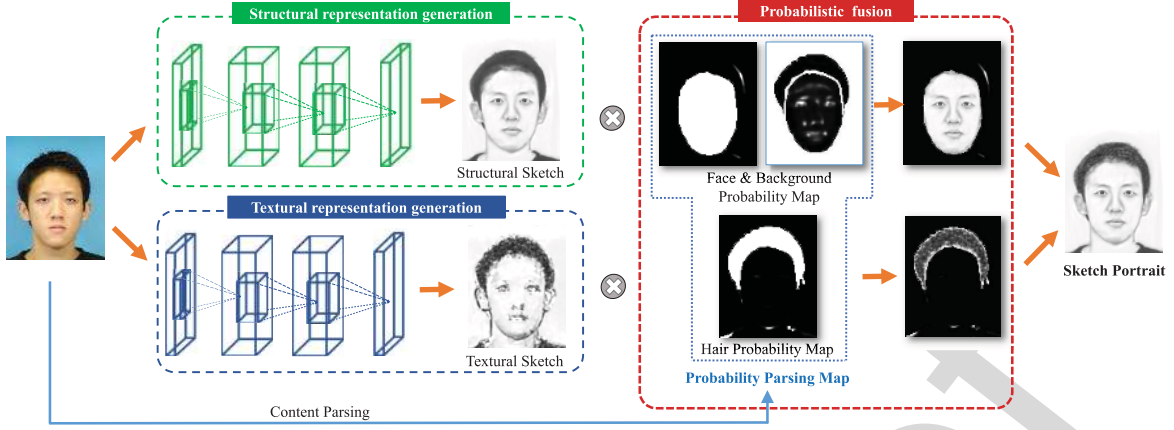 Structural representation generation
Probabilistic fusion
Structural Sketch
Face & Background
Probability Map
Textural representation generation
Textural Sketch
Hair Probability Map
Sketch Portrait
Probability Parsing Map
Content Parsing